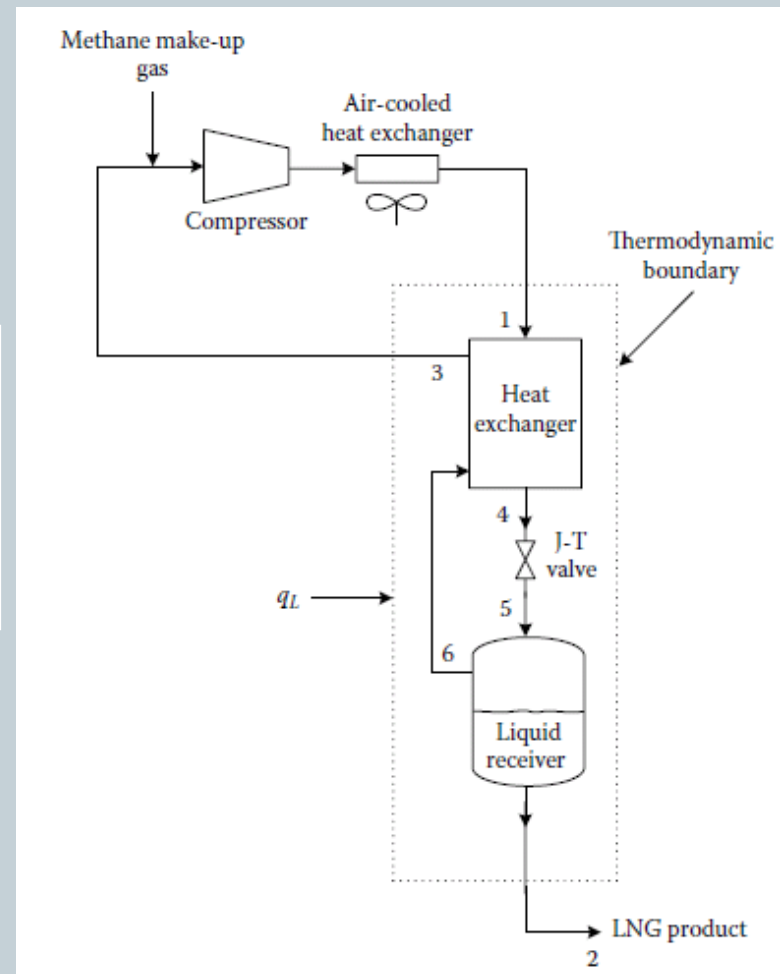 Methane make-up
gas
Air-cooled
heat exchanger
Compressor
Thermodynamic
boundary
1
3
Heat
exchanger
4
J-T
valve
qL
5
6
Liquid
receiver
LNG product
2